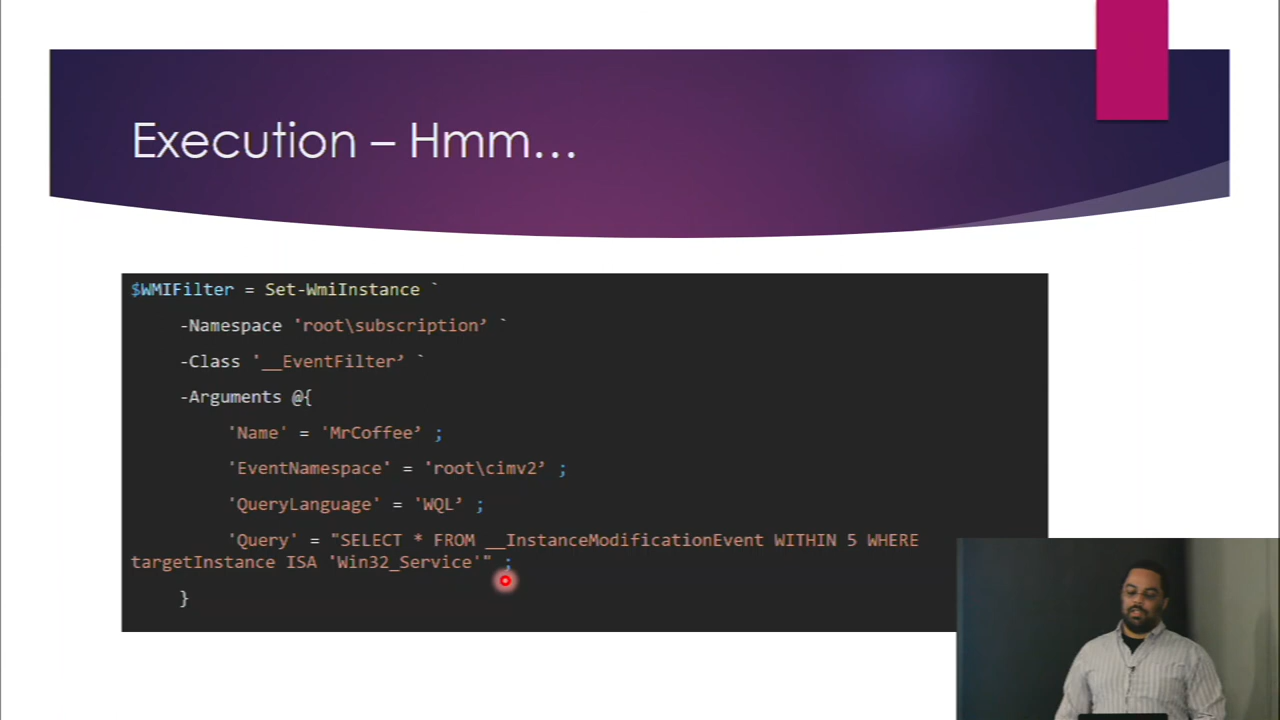 Execution – Hmm…
$WMIFilter = Set-WmiInstance `
-Namespace 'root\subscription’ `
-Class '__EventFilter’ `
-Arguments @{
'Name' = 'MrCoffee’ ;
'EventNamespace' = 'root\cimv2’ ;
'QueryLanguage' = 'WQL’ ;
'Query' = "SELECT * FROM __InstanceModificationEvent WITHIN 5 WHERE
targetInstance ISA 'Win32_Service'" ;
}